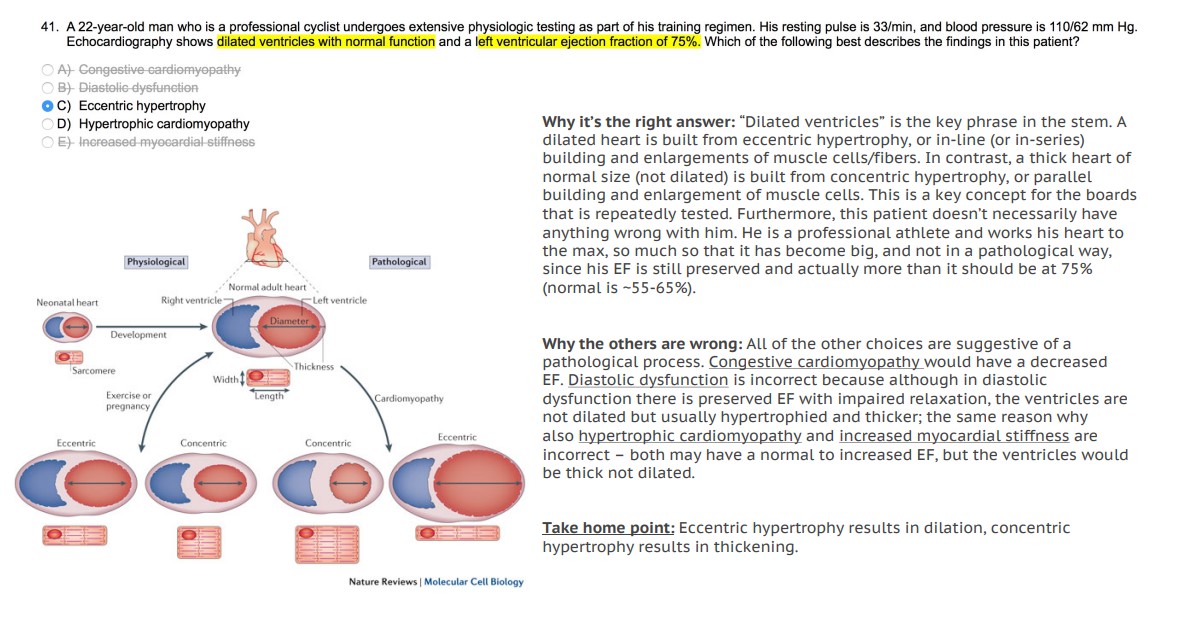 41. A 22-year-old man who is a professional cyclist undergoes extensive physiologic testing as part of his training regimen. His resting pulse is 33/min, and blood pressure is 110/62 mm Hg.
Echocardiography shows dilated ventricles with normal function and a left ventricular ejection fraction of 75%. Which of the following best describes the findings in this patient?
A) Congestive cardiomyopathy
B) Diastolic dysfunction
C) Eccentric hypertrophy
D) Hypertrophic cardiomyopathy
E) Increased myocardial stiffness
Why it's the right answer: "Dilated ventricles" is the key phrase in the stem. A
dilated heart is built from eccentric hypertrophy, or in-line (or in-series)
building and enlargements of muscle cells/fibers. In contrast, a thick heart of
normal size (not dilated) is built from concentric hypertrophy, or parallel
building and enlargement of muscle cells. This is a key concept for the boards
that is repeatedly tested. Furthermore, this patient doesn't necessarily have
anything wrong with him. He is a professional athlete and works his heart to
the max, so much so that it has become big, and not in a pathological way,
since his EF is still preserved and actually more than it should be at 75%
(normal is ~55-65%).
Why the others are wrong: All of the other choices are suggestive of a
pathological process. Congestive cardiomyopathy would have a decreased
EF. Diastolic dysfunction is incorrect because although in diastolic
dysfunction there is preserved EF with impaired relaxation, the ventricles are
not dilated but usually hypertrophied and thicker; the same reason why
also hypertrophic cardiomyopathy and increased myocardial stiffness are
incorrect – both may have a normal to increased EF, but the ventricles would
be thick not dilated.
Take home point: Eccentric hypertrophy results in dilation, concentric
hypertrophy results in thickening.
Physiological
Pathological
Normal adult heart
Neonatal heart
Right ventricle
Left ventricle
Diameter
Development
Sarcomere
Thickness
Width
Length
Exercise or
pregnancy
Cardiomyopathy
Eccentric
Concentric
Concentric
Eccentric
Nature Reviews | Molecular Cell Biology